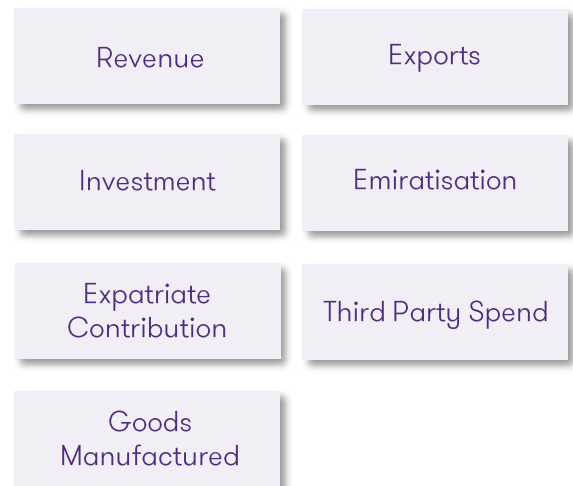 Revenue
Exports
Investment
Emiratisation
Expatriate
Contribution
Third Party Spend
Goods
Manufactured